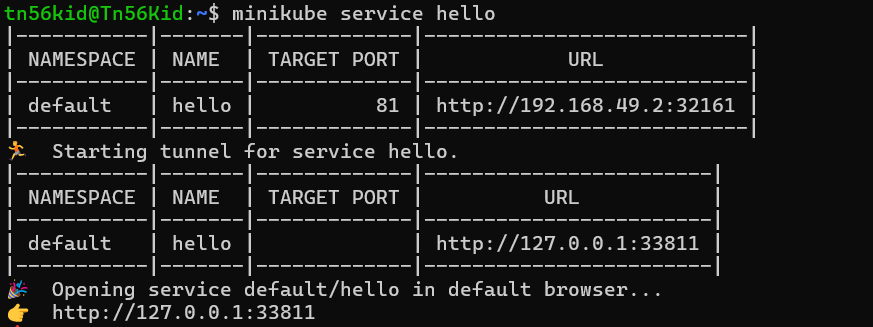 tn56kid@Tn56Kid:~$ minikube service hello
|-----------|-------|-------------|---------------------------|
| NAMESPACE | NAME  | TARGET PORT |            URL            |
|-----------|-------|-------------|---------------------------|
| default   | hello |          81 | http://192.168.49.2:32161 |
|-----------|-------|-------------|---------------------------|
🏃  Starting tunnel for service hello.
|-----------|-------|-------------|------------------------|
| NAMESPACE | NAME  | TARGET PORT |          URL           |
|-----------|-------|-------------|------------------------|
| default   | hello |             | http://127.0.0.1:33811 |
|-----------|-------|-------------|------------------------|
🎉  Opening service default/hello in default browser...
👉  http://127.0.0.1:33811